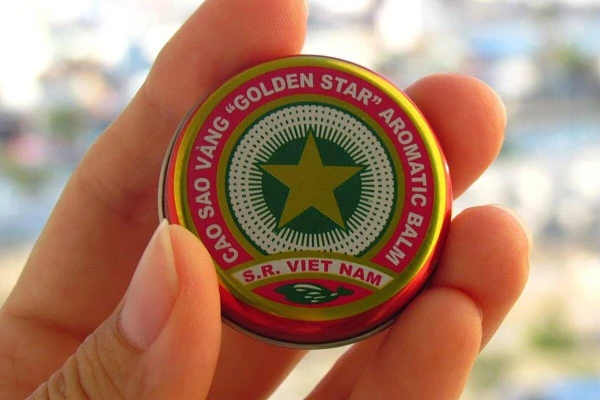 CAO SAO VÀNG "GOLDEN STAR" AROMATIC BALM
S.R. VIET NAM